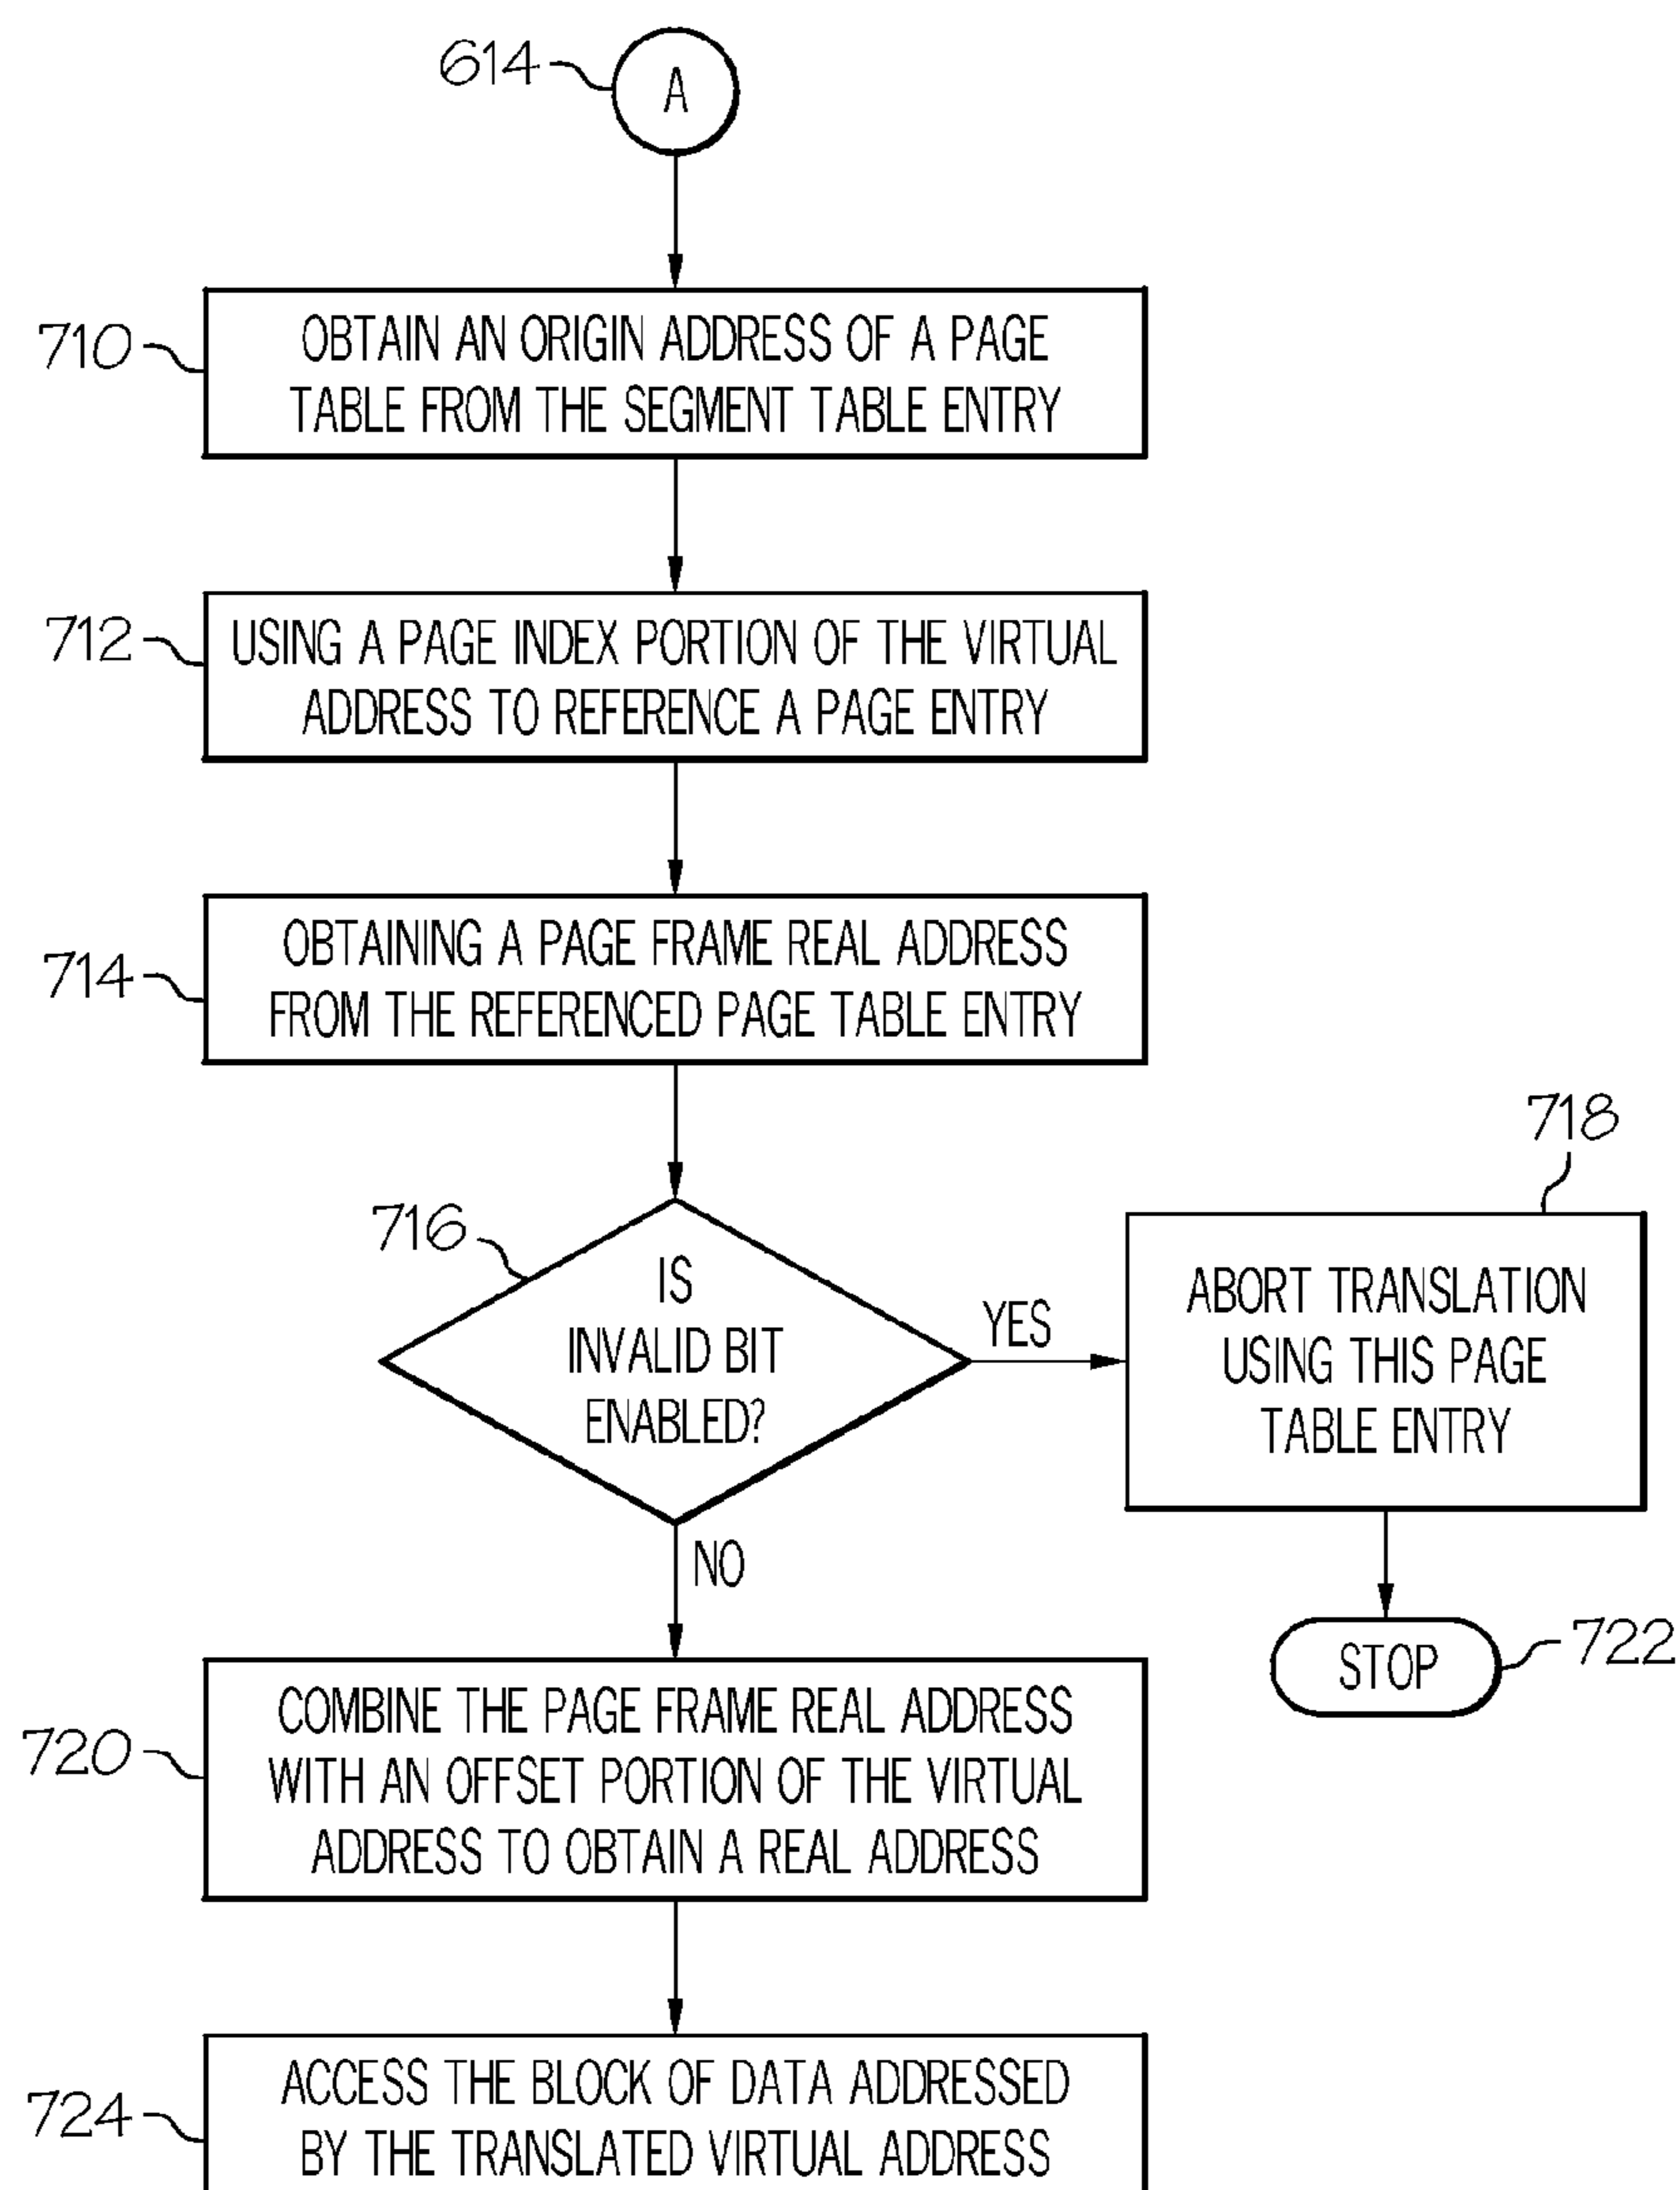 614
A
710
OBTAIN AN ORIGIN ADDRESS OF A PAGE
TABLE FROM THE SEGMENT TABLE ENTRY
712
USING A PAGE INDEX PORTION OF THE VIRTUAL
ADDRESS TO REFERENCE A PAGE ENTRY
714
OBTAINING A PAGE FRAME REAL ADDRESS
FROM THE REFERENCED PAGE TABLE ENTRY
716
IS
INVALID BIT
ENABLED?
YES
718
ABORT TRANSLATION
USING THIS PAGE
TABLE ENTRY
NO
STOP
722
720
COMBINE THE PAGE FRAME REAL ADDRESS
WITH AN OFFSET PORTION OF THE VIRTUAL
ADDRESS TO OBTAIN A REAL ADDRESS
724
ACCESS THE BLOCK OF DATA ADDRESSED
BY THE TRANSLATED VIRTUAL ADDRESS